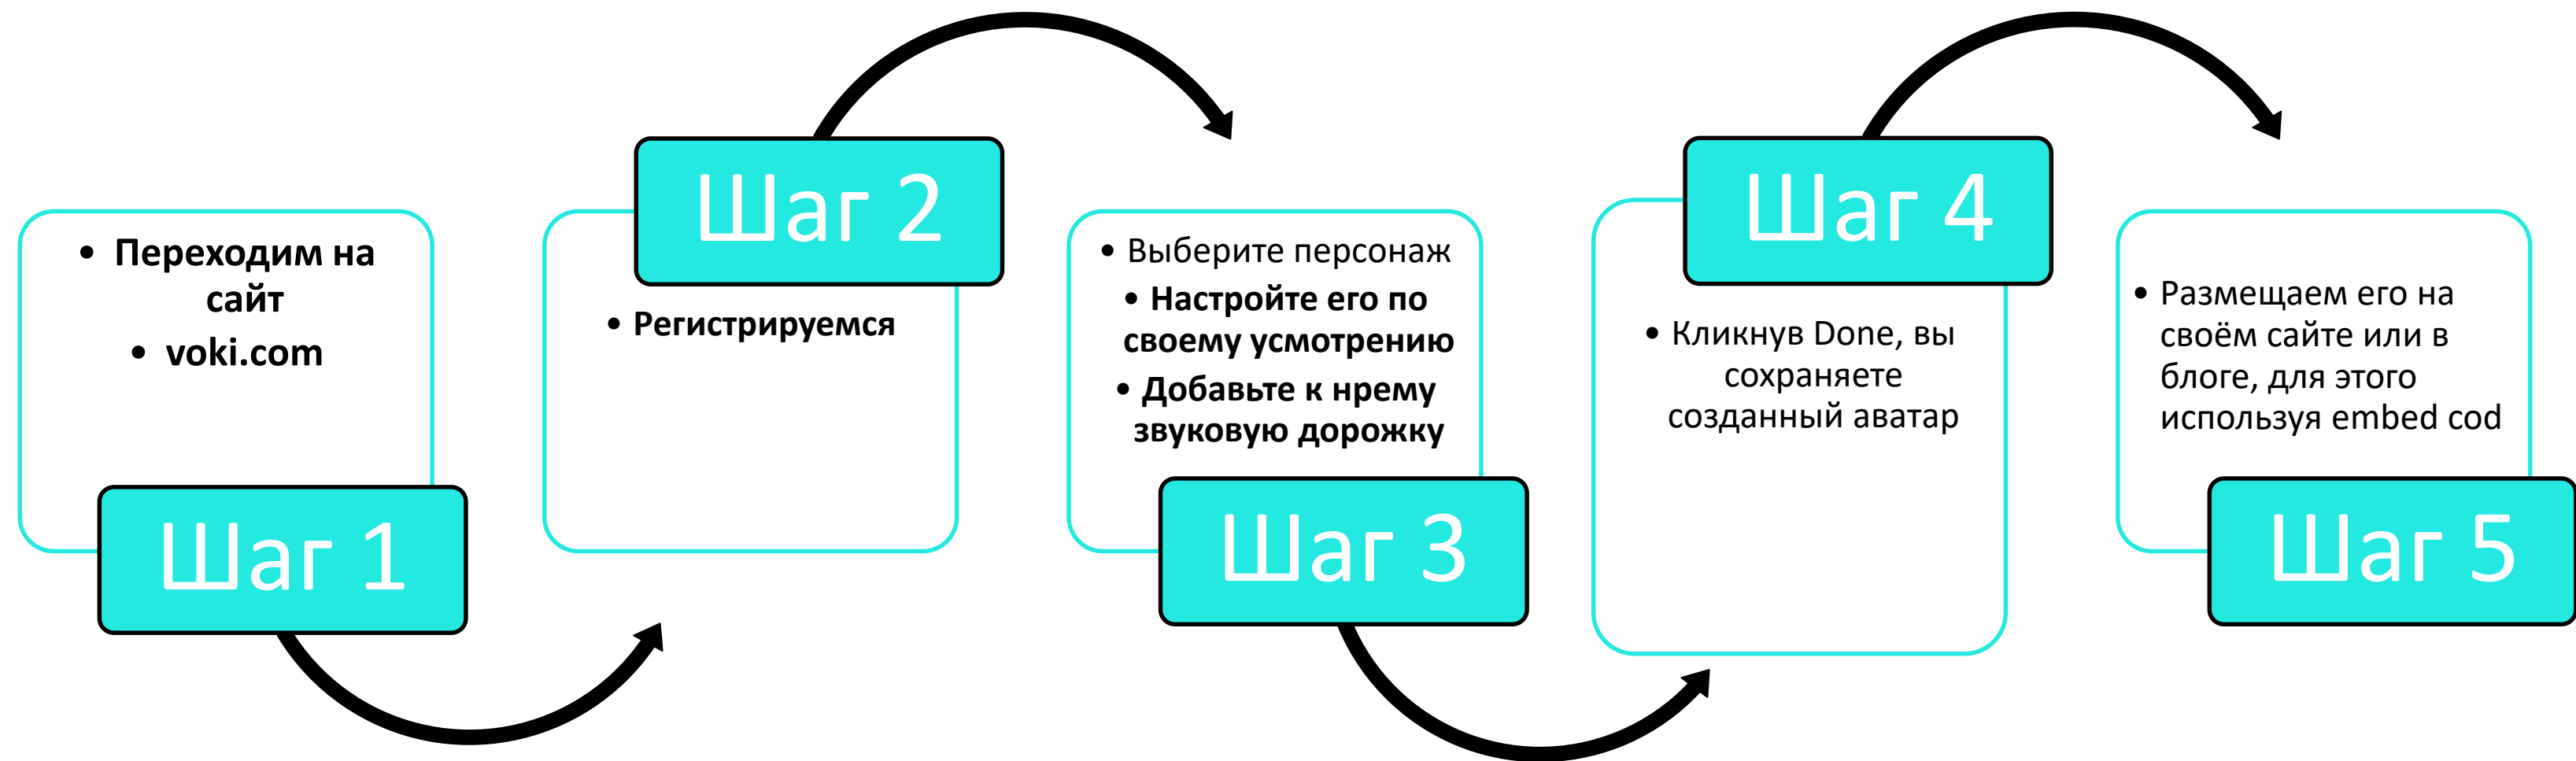 • Переходим на
сайт
• voki.com
Шаг 1
Шаг 2
• Регистрируемся
• Выберите персонаж
• Настройте его по
своему усмотрению
• Добавьте к нрему
звуковую дорожку
Шаг 3
Шаг 4
• Кликнув Done, вы
сохраняете
созданный аватар
• Размещаем его на
своём сайте или в
блоге, для этого
используя embed cod
Шаг 5